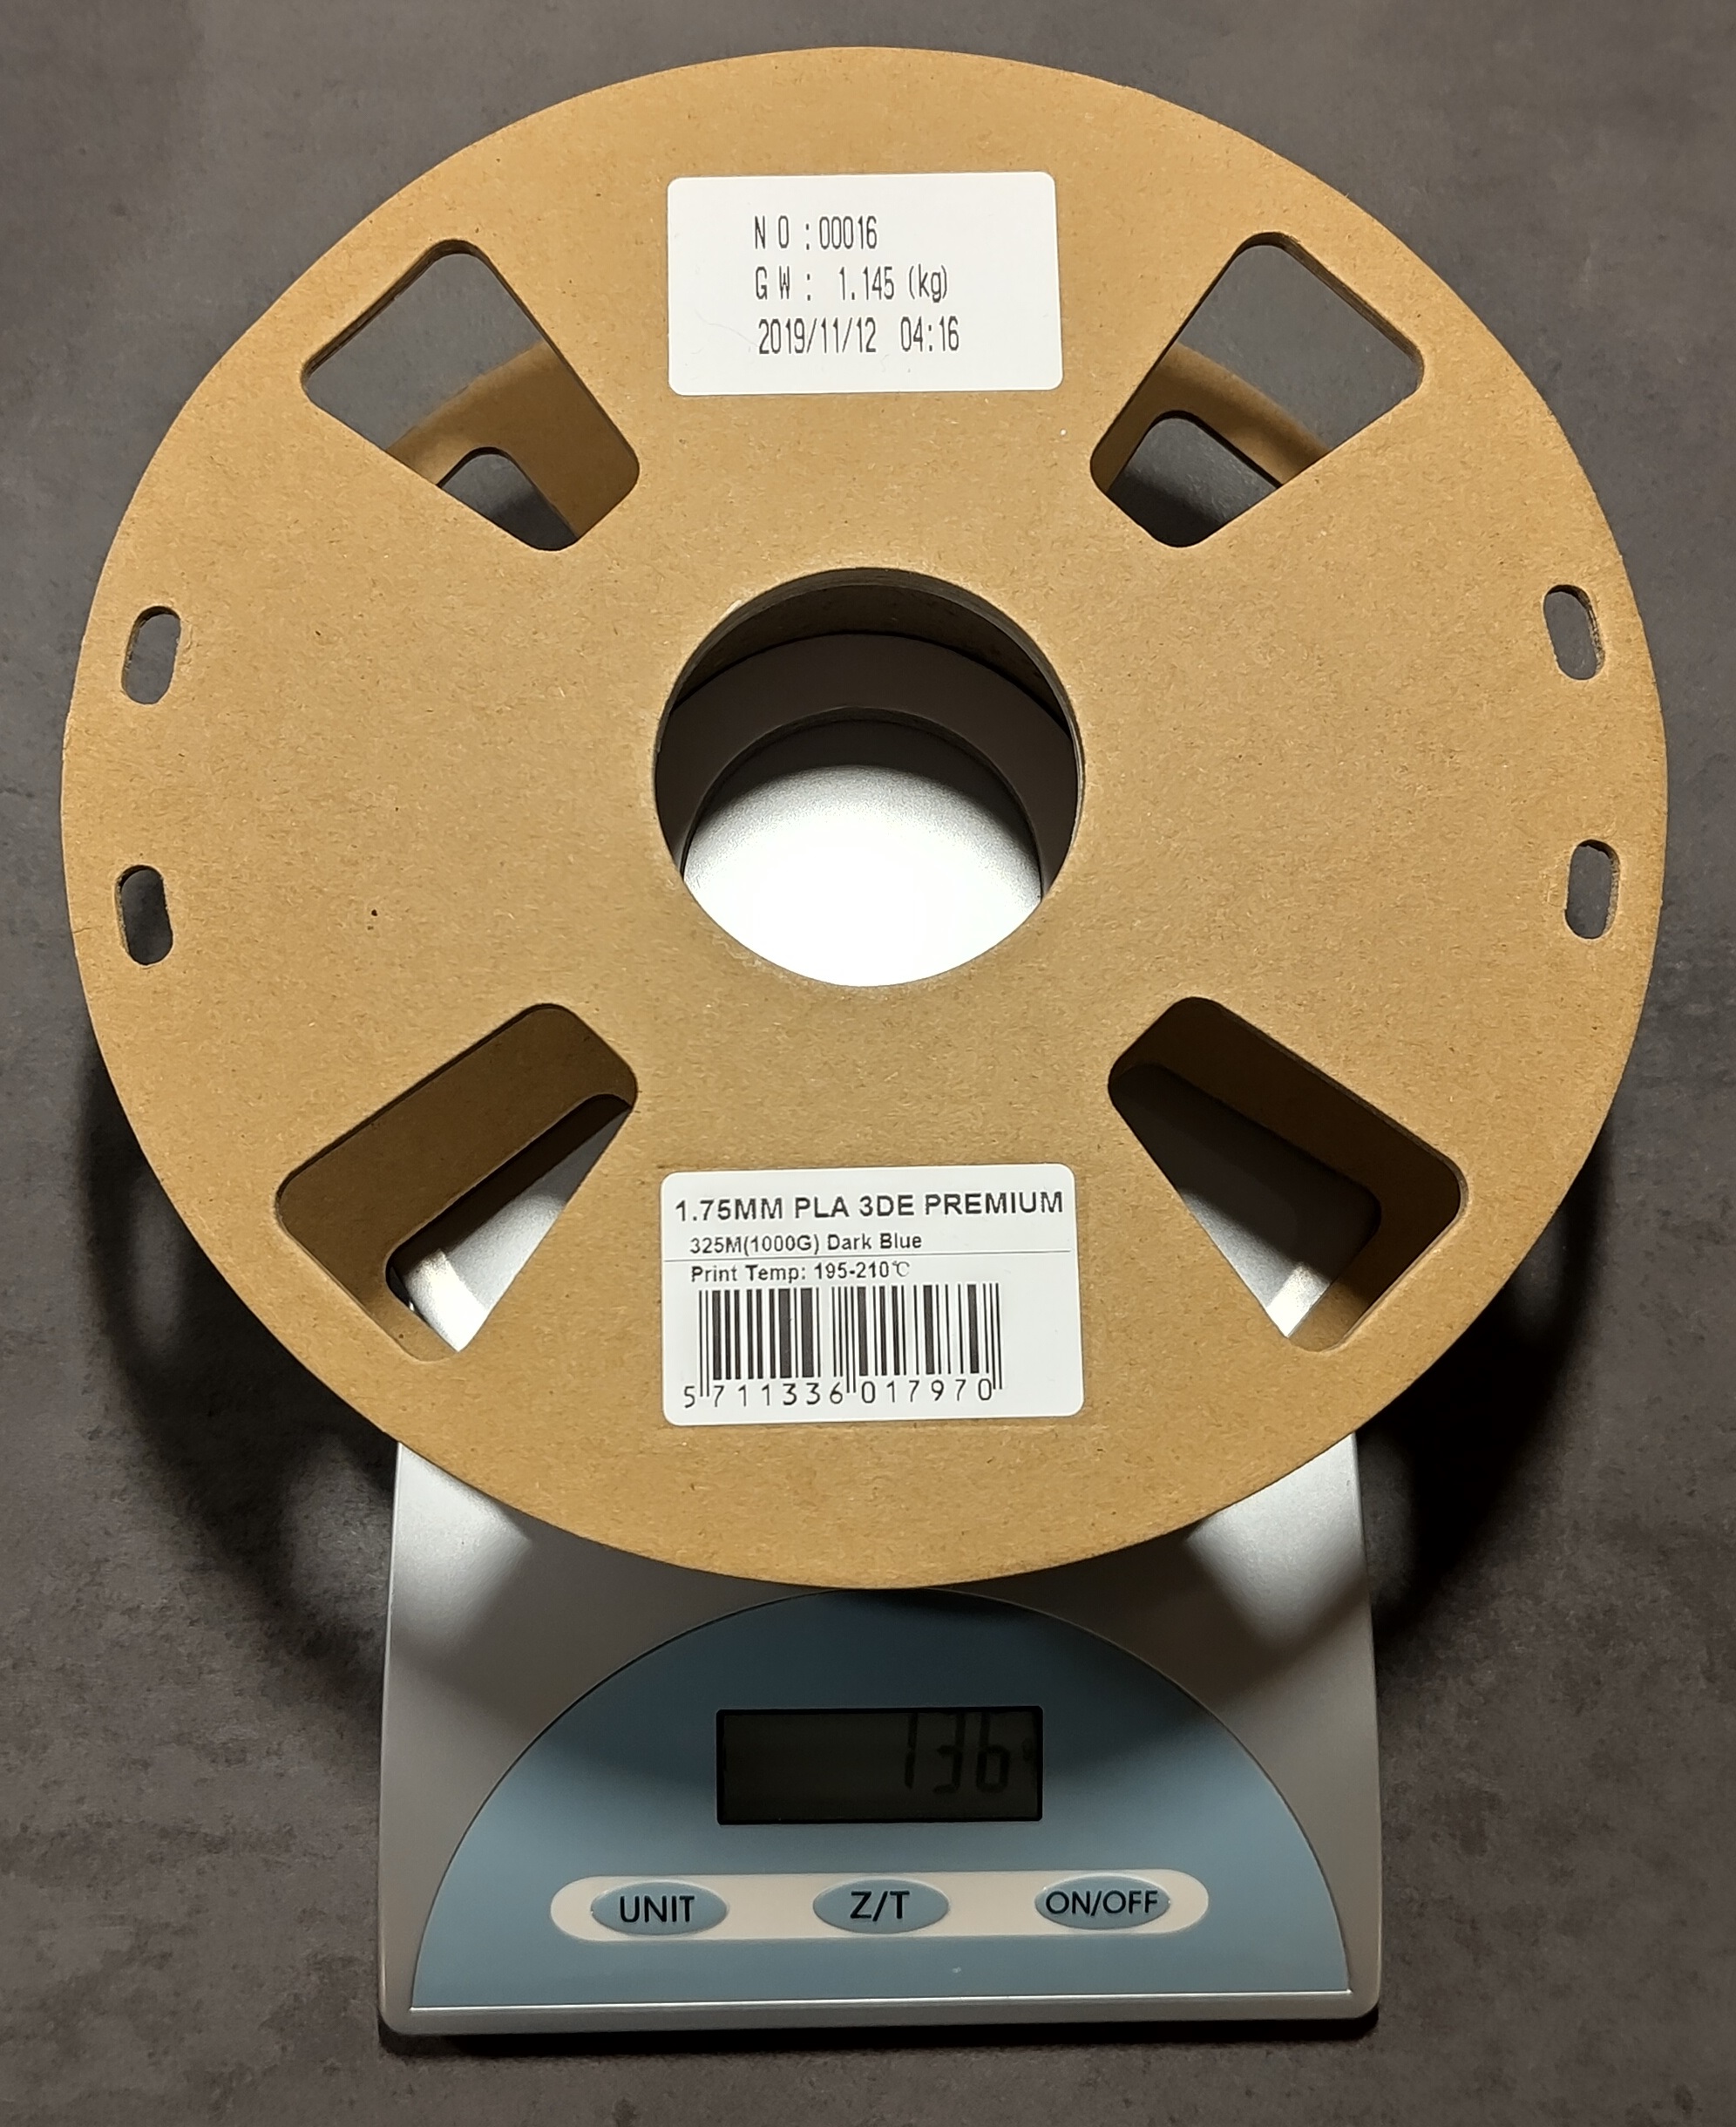 N O : 00016
G W : 1.145 (kg)
2019/11/12 04:16
1.75MM PLA 3DE PREMIUM
325M(1000G) Dark Blue
Print Temp: 195-210℃
5 711336 017970
136
UNIT Z/T ON/OFF